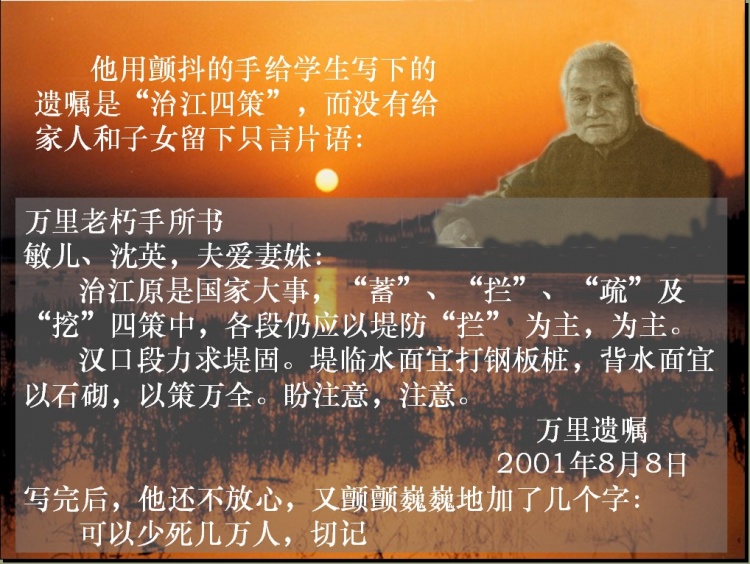 他用颤抖的手给学生写下的
遗嘱是“治江四策”，而没有给
家人和子女留下只言片语：
万里老朽手所书
敏儿、沈英，夫爱妻姝：
治江原是国家大事，“蓄”、“拦”、“疏”及
“挖”四策中，各段仍应以堤防“拦”为主，为主。
汉口段力求堤固。堤临水面宜打钢板桩，背水面宜
以石砌，以策万全。盼注意，注意。
万里遗嘱
2001年8月8日
写完后，他还不放心，又颤颤巍巍地加了几个字：
可以少死几万人，切记